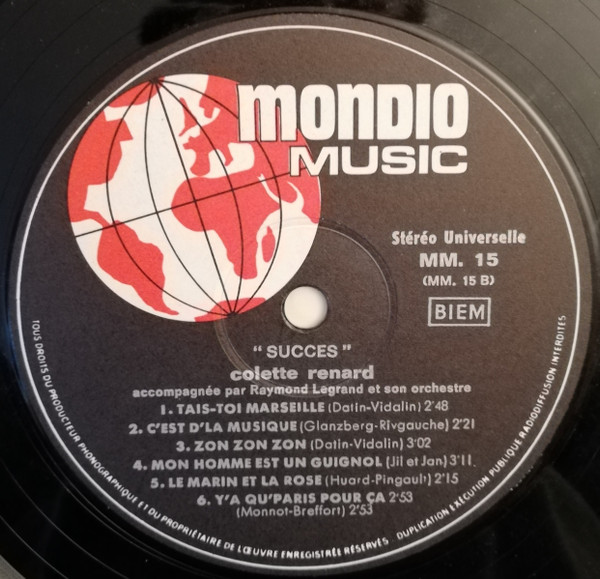 MONDIO
MUSIC
Stéréo Universelle
MM. 15
(MM. 15 B)
BIEM
“ SUCCES ”
colette renard
accompagnée par Raymond Legrand et son orchestre
1. TAIS-TOI MARSEILLE (Datin-Vidalin) 2'48
2. C'EST D'LA MUSIQUE (Glanzberg-Rivgauche) 2'21
3. ZON ZON ZON (Datin-Vidalin) 3'02
4. MON HOMME EST UN GUIGNOL (Jil et Jan) 3'11.
5. LE MARIN ET LA ROSE (Huard-Pingault) 2'15
6. Y'A QU'PARIS POUR ÇA 2'53
(Monnot-Breffort) 2'53
TOUS DROITS DU PRODUCTEUR PHONOGRAPHIQUE ET DU PROPRIÉTAIRE DE L'ŒUVRE ENREGISTRÉE RÉSERVÉS DUPLICATION EXÉCUTION PUBLIQUE RADIODIFFUSION INTERDITES